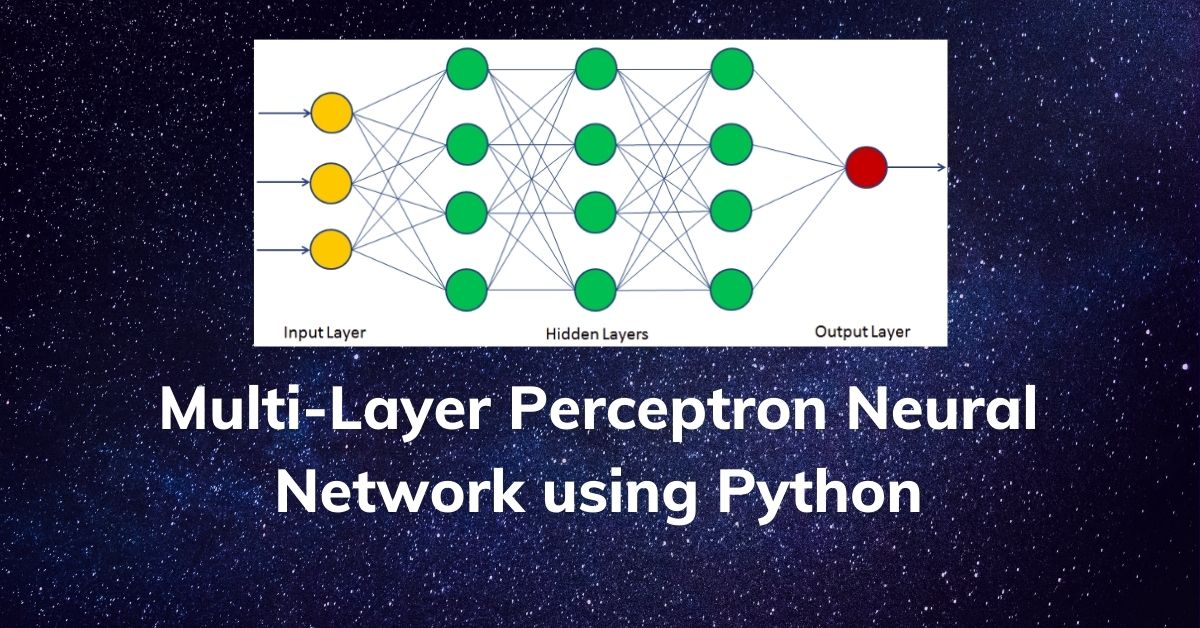 Input Layer
Hidden Layers
Output Layer
Multi-Layer Perceptron Neural
Network using Python